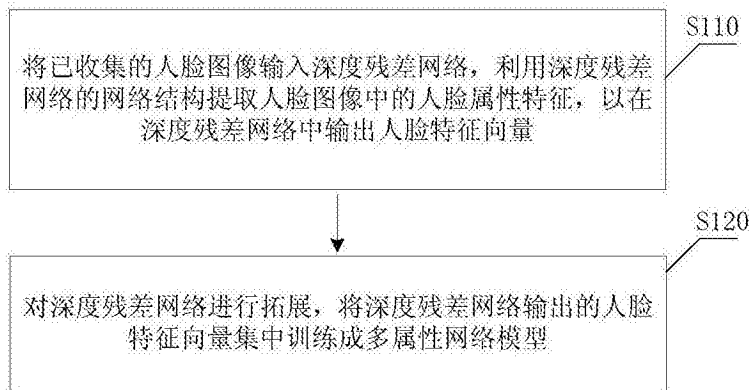 S110
将已收集的人脸图像输入深度残差网络，利用深度残差
网络的网络结构提取人脸图像中的人脸属性特征，以在
深度残差网络中输出人脸特征向量
S120
对深度残差网络进行拓展，将深度残差网络输出的人脸
特征向量集中训练成多属性网络模型